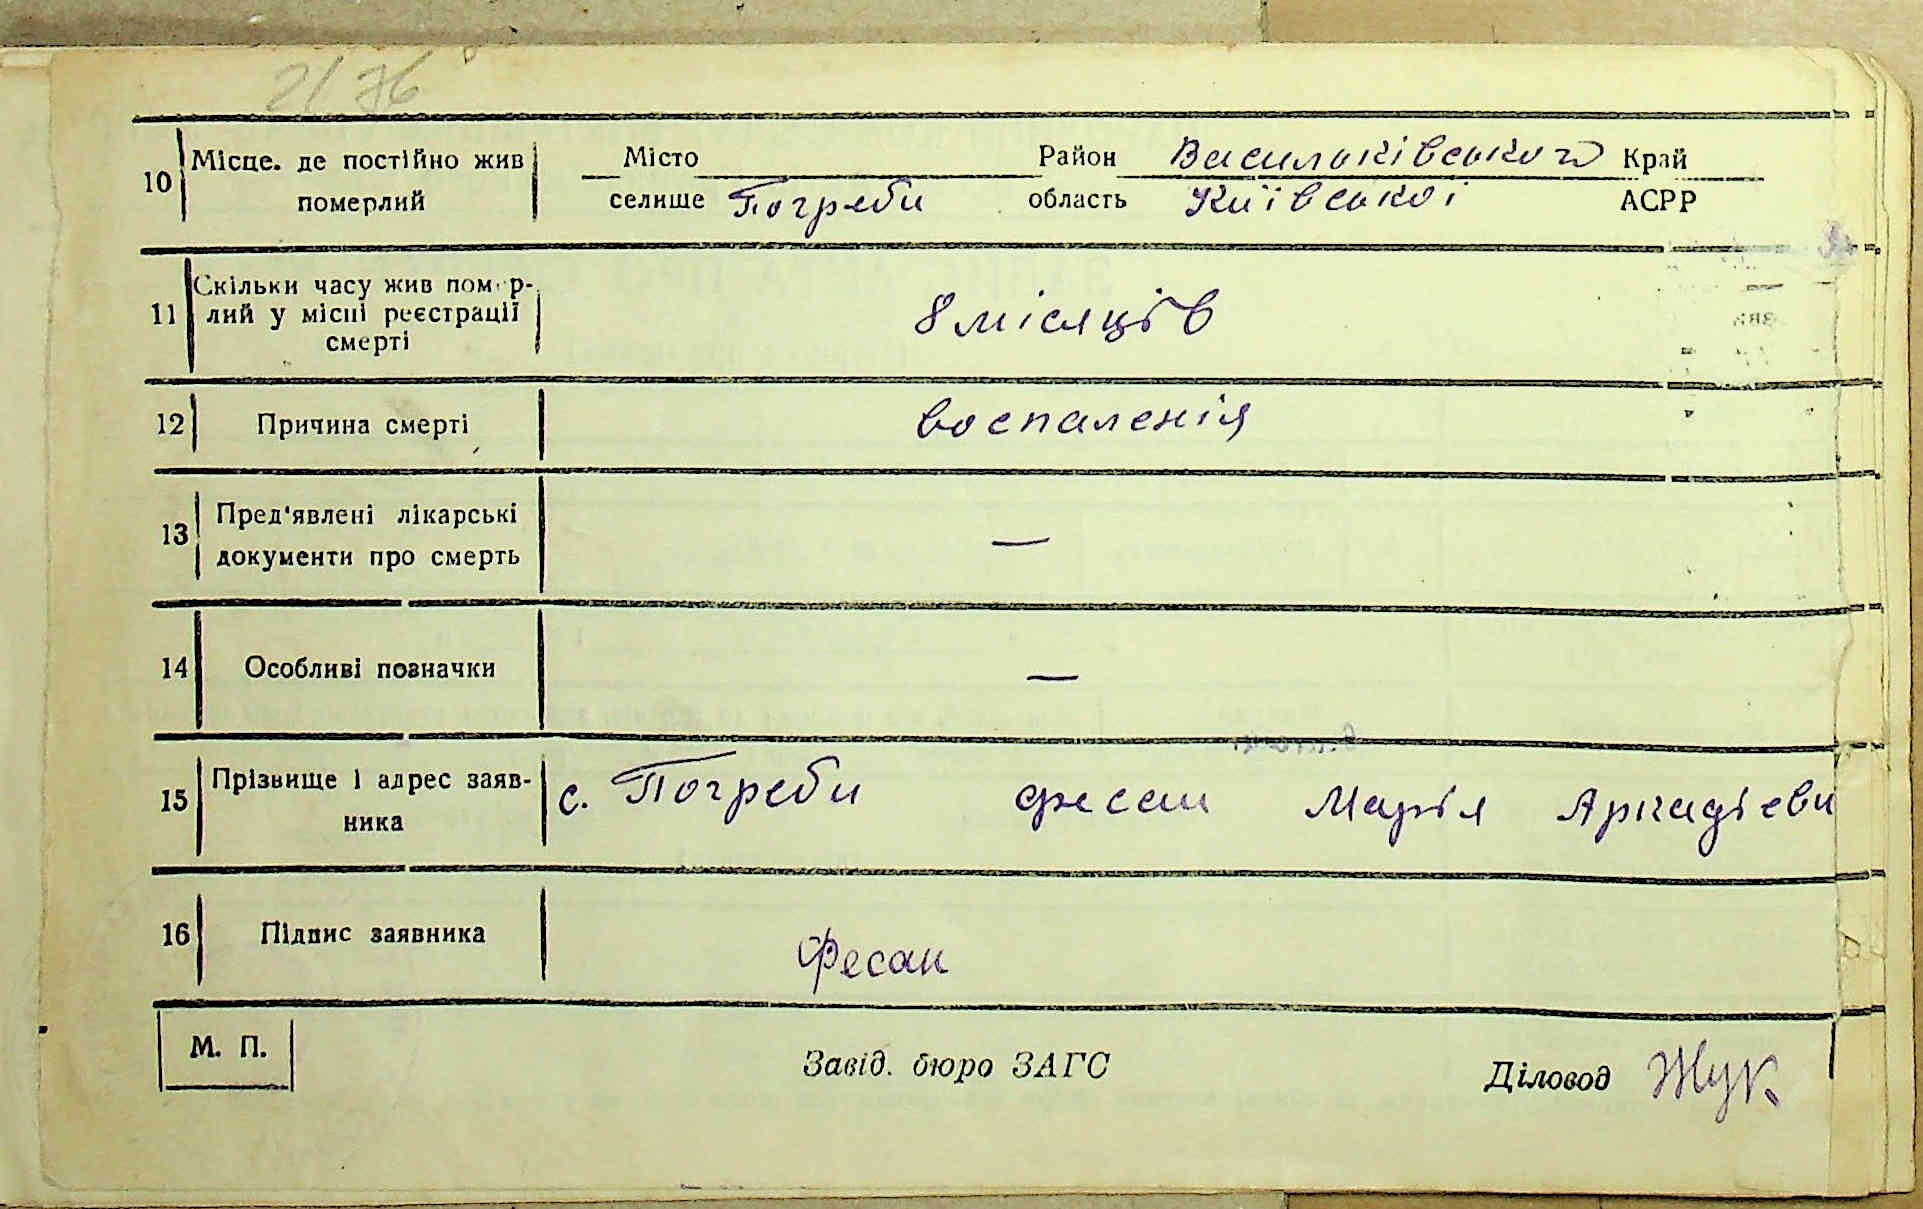 2176
10 Місце. де постійно жив Місто Район Васильківського Край
померлий селище Погреби область Київської АСРР
11 Скільки часу жив помер-
лий у місці реєстрації 8 місяців
смерті
12 Причина смерті воспаленія
13 Пред'явлені лікарські
документи про смерть —
14 Особливі позначки —
15 Прізвище і адрес заяв- с. Погреби Фесан Марія Аркадієвн
ника
16 Підпис заявника Фесан
М. П. Завід. бюро ЗАГС Діловод Жук